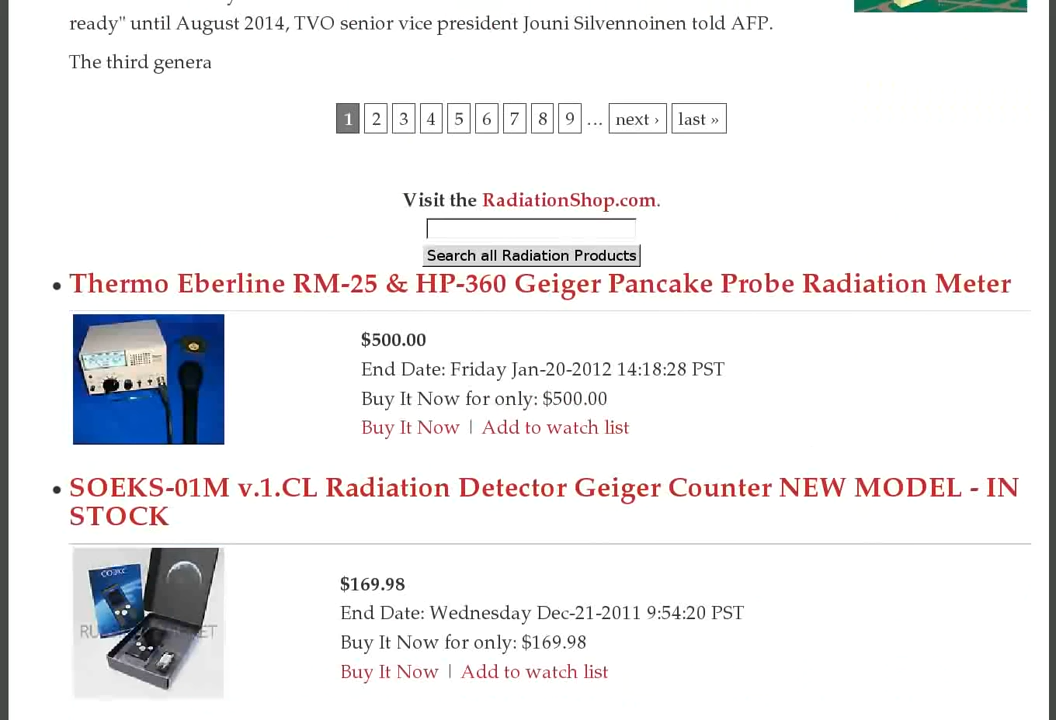 ready" until August 2014, TVO senior vice president Jouni Silvennoinen told AFP.
The third genera
1 2 3 4 5 6 7 8 9 … next › last »
Visit the RadiationShop.com.
Search all Radiation Products
• Thermo Eberline RM-25 & HP-360 Geiger Pancake Probe Radiation Meter
$500.00
End Date: Friday Jan-20-2012 14:18:28 PST
Buy It Now for only: $500.00
Buy It Now | Add to watch list
• SOEKS-01M v.1.CL Radiation Detector Geiger Counter NEW MODEL - IN
STOCK
$169.98
End Date: Wednesday Dec-21-2011 9:54:20 PST
Buy It Now for only: $169.98
Buy It Now | Add to watch list